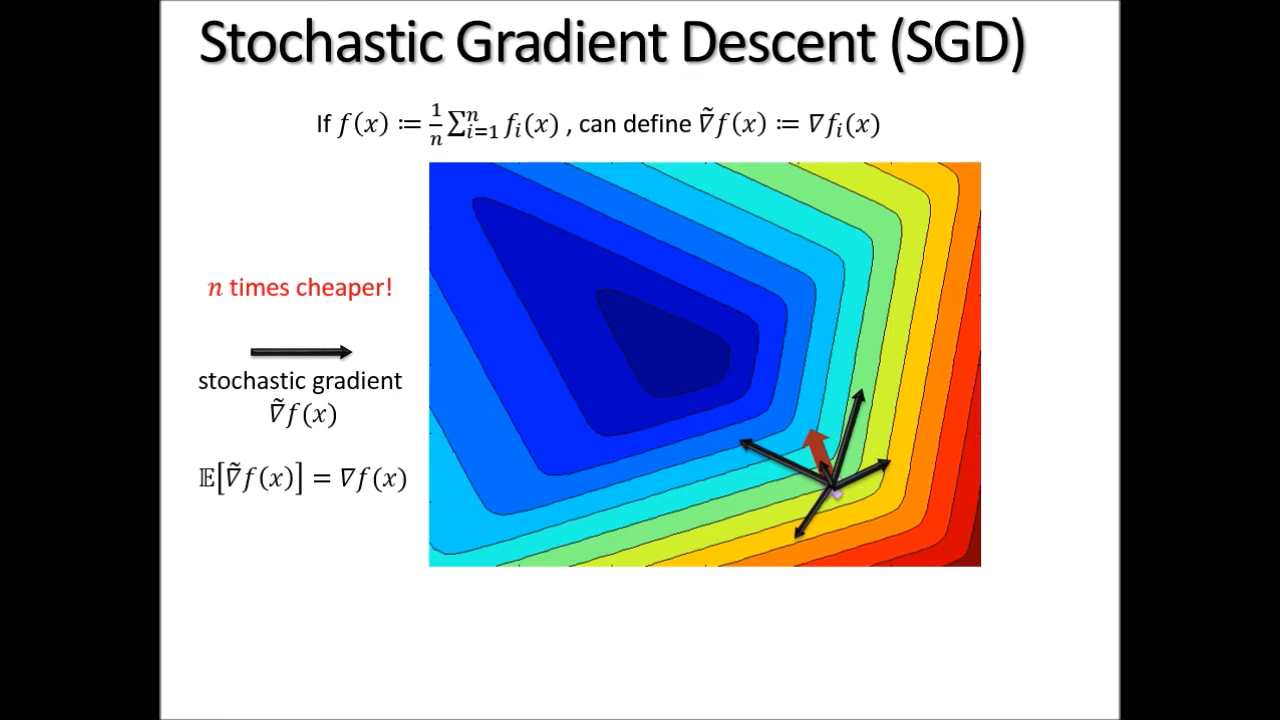 Stochastic Gradient Descent (SGD)
If f(x) ≔ 1/n ∑ⁿᵢ₌₁ fᵢ(x) , can define ∇̃f(x) ≔ ∇fᵢ(x)
n times cheaper!
stochastic gradient
∇̃f(x)
𝔼[∇̃f(x)] = ∇f(x)